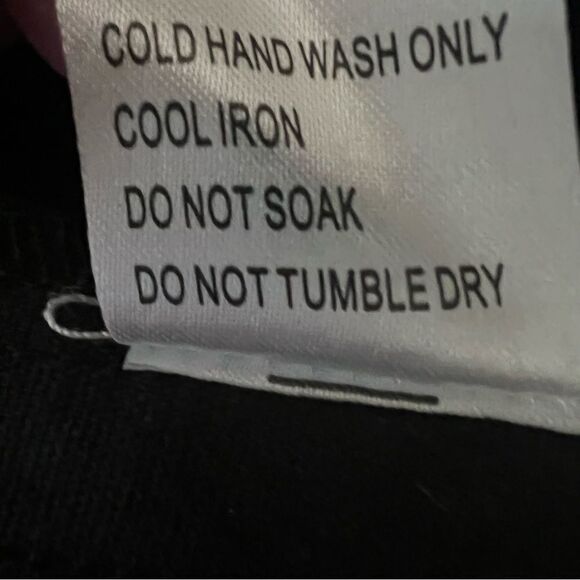 COLD HAND WASH ONLY
COOL IRON
DO NOT SOAK
DO NOT TUMBLE DRY